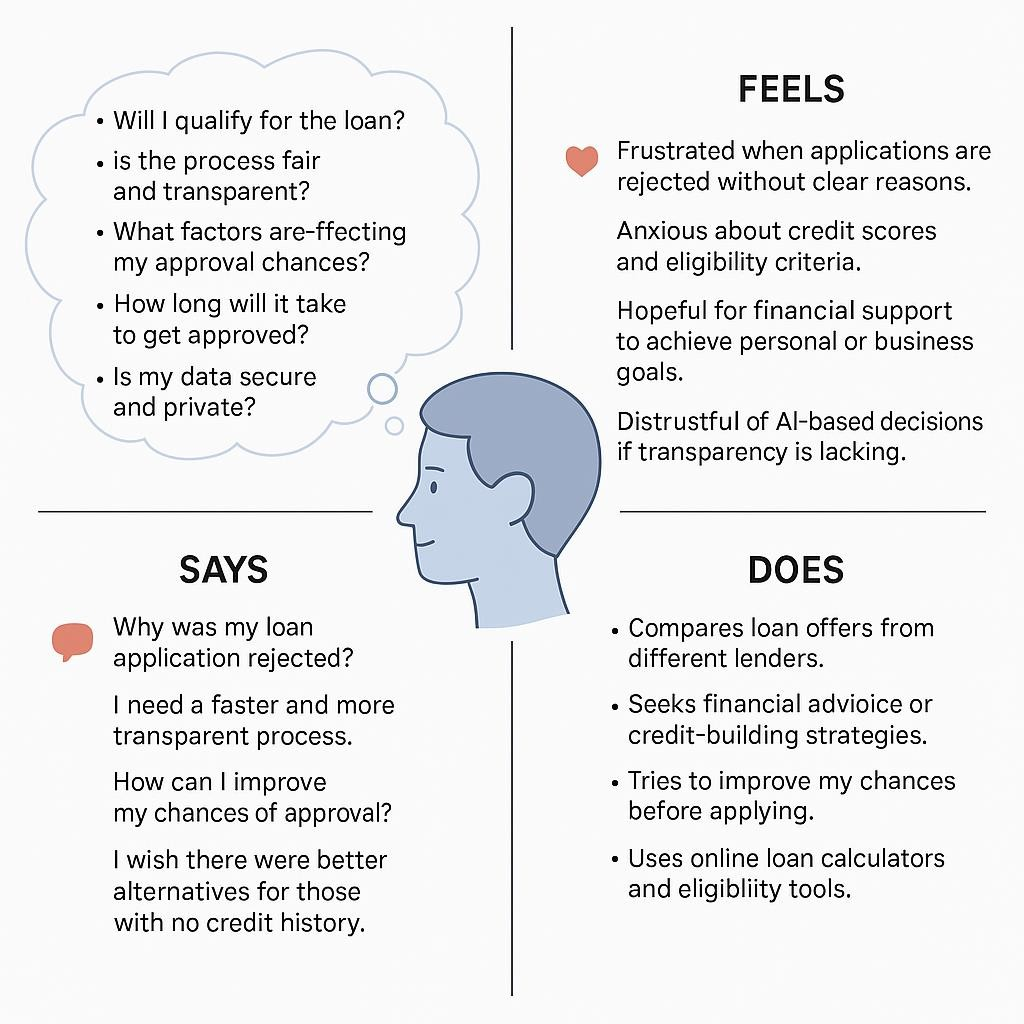 • Will I qualify for the loan?
• is the process fair
and transparent?
• What factors are-ffecting
my approval chances?
• How long will it take
to get approved?
• Is my data secure
and private?
FEELS
Frustrated when applications are
rejected without clear reasons.
Anxious about credit scores
and eligibility criteria.
Hopeful for financial support
to achieve personal or business
goals.
Distrustful of AI-based decisions
if transparency is lacking.
SAYS
Why was my loan
application rejected?
I need a faster and more
transparent process.
How can I improve
my chances of approval?
I wish there were better
alternatives for those
with no credit history.
DOES
• Compares loan offers from
different lenders.
• Seeks financial advioice or
credit-building strategies.
• Tries to improve my chances
before applying.
• Uses online loan calculators
and eligibliity tools.